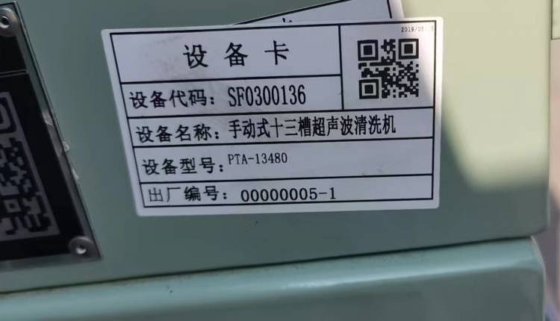 设备卡
设备代码：SF0300136
设备名称：手动式十三槽超声波清洗机
设备型号：PTA-13480
出厂编号：00000005-1